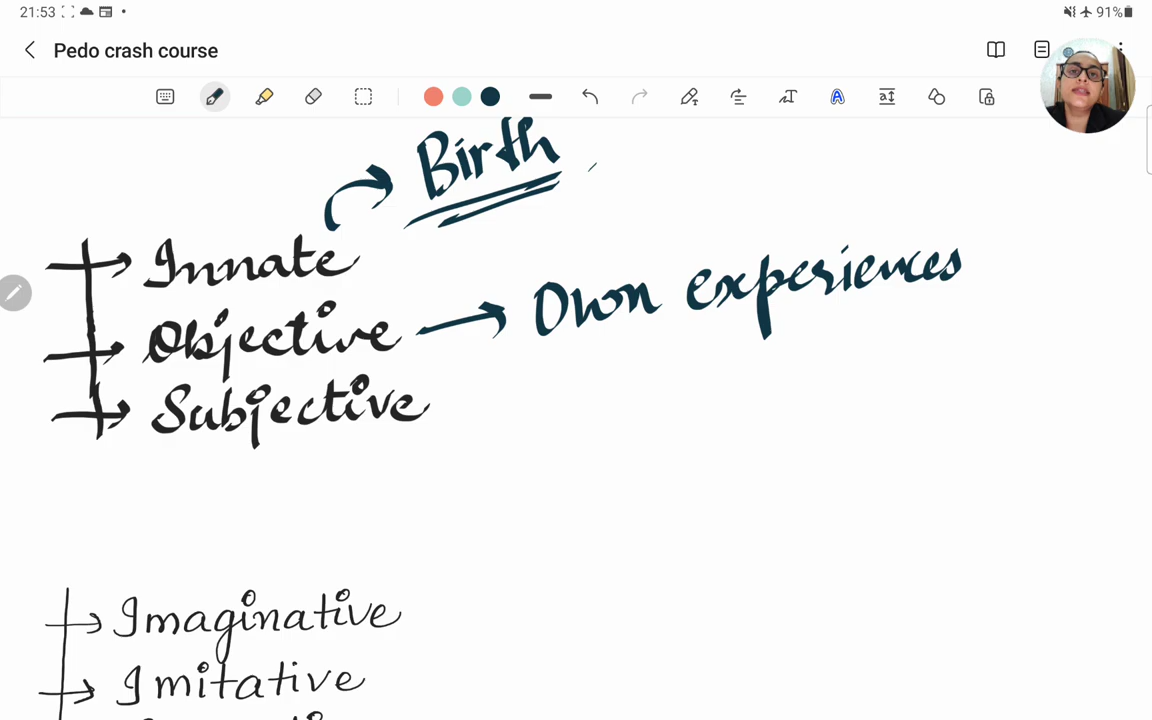 21:53
91%
Pedo crash course
Birth
Innate
Objective → Own experiences
Subjective
Imaginative
Imitative